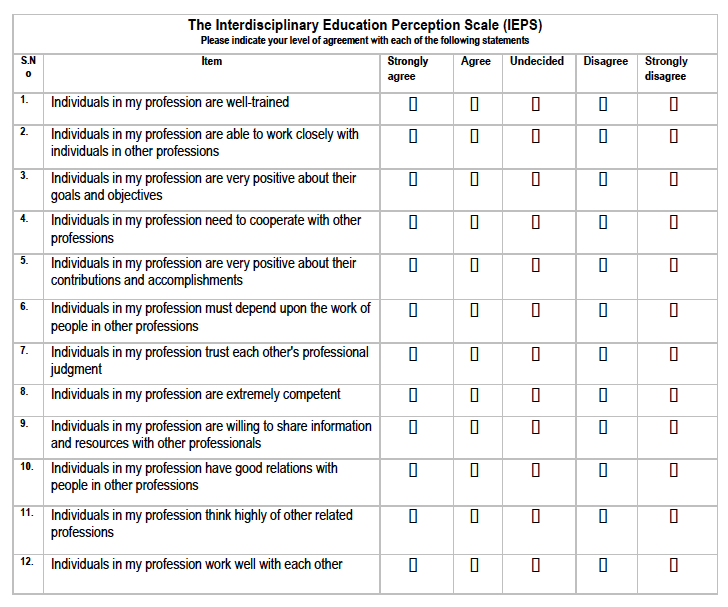 The Interdisciplinary Education Perception Scale (IEPS)
Please indicate your level of agreement with each of the following statements
S.N
o
Item
Strongly
agree
Agree
Undecided
Disagree
Strongly
disagree
1.
Individuals in my profession are well-trained
2.
Individuals in my profession are able to work closely with
individuals in other professions
3.
Individuals in my profession are very positive about their
goals and objectives
4.
Individuals in my profession need to cooperate with other
professions
5.
Individuals in my profession are very positive about their
contributions and accomplishments
6.
Individuals in my profession must depend upon the work of
people in other professions
7.
Individuals in my profession trust each other's professional
judgment
8.
Individuals in my profession are extremely competent
9.
Individuals in my profession are willing to share information
and resources with other professionals
10.
Individuals in my profession have good relations with
people in other professions
11.
Individuals in my profession think highly of other related
professions
12.
Individuals in my profession work well with each other